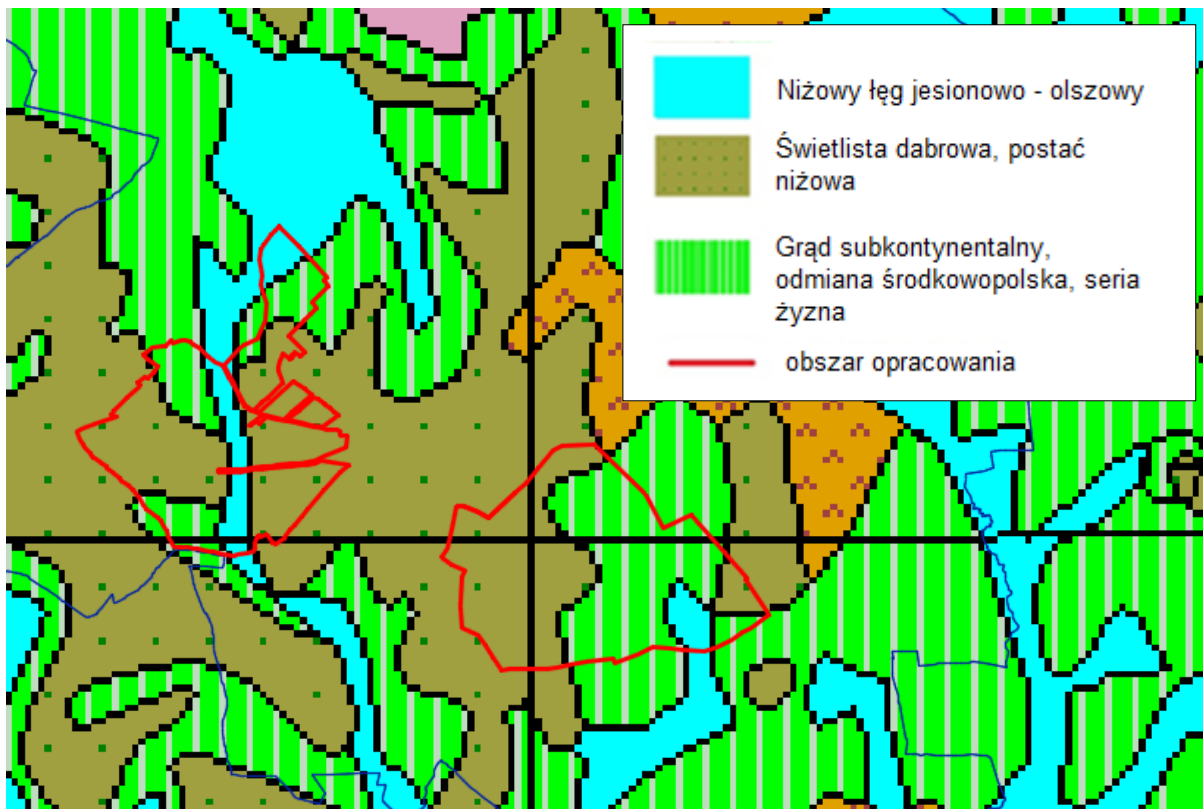 Niżowy łęg jesionowo - olszowy
Świetlista dabrowa, postać
niżowa
Grąd subkontynentalny,
odmiana środkowopolska, seria
żyzna
obszar opracowania